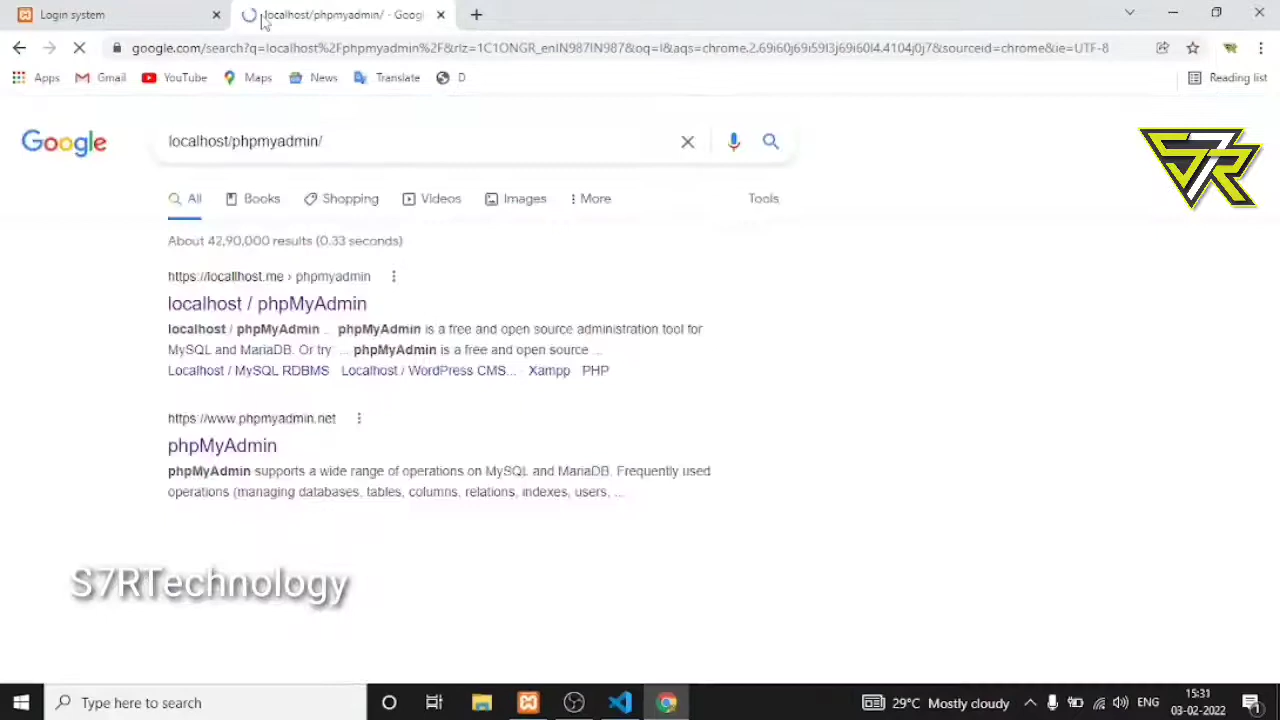 Login system
localhost/phpmyadmin/ - Goog
google.com/search?q=localhost%2Fphpmyadmin%2F&rlz=1C1ONGR_enIN987IN987&oq=l&aqs=chrome.2.69i60j69i59l3j69i60l4.4104j0j7&sourceid=chrome&ie=UTF-8
Apps Gmail YouTube Maps News Translate D Reading list
Google localhost/phpmyadmin/
S7R
All Books Shopping Videos Images More Tools
About 42,90,000 results (0.33 seconds)
https://locallhost.me › phpmyadmin
localhost / phpMyAdmin
localhost / phpMyAdmin ... phpMyAdmin is a free and open source administration tool for
MySQL and MariaDB. Or try ... phpMyAdmin is a free and open source ...
Localhost / MySQL RDBMS Localhost / WordPress CMS... Xampp PHP
https://www.phpmyadmin.net
phpMyAdmin
phpMyAdmin supports a wide range of operations on MySQL and MariaDB. Frequently used
operations (managing databases, tables, columns, relations, indexes, users, ...
S7RTechnology
Type here to search
29°C Mostly cloudy
ENG
15:31
03-02-2022
1